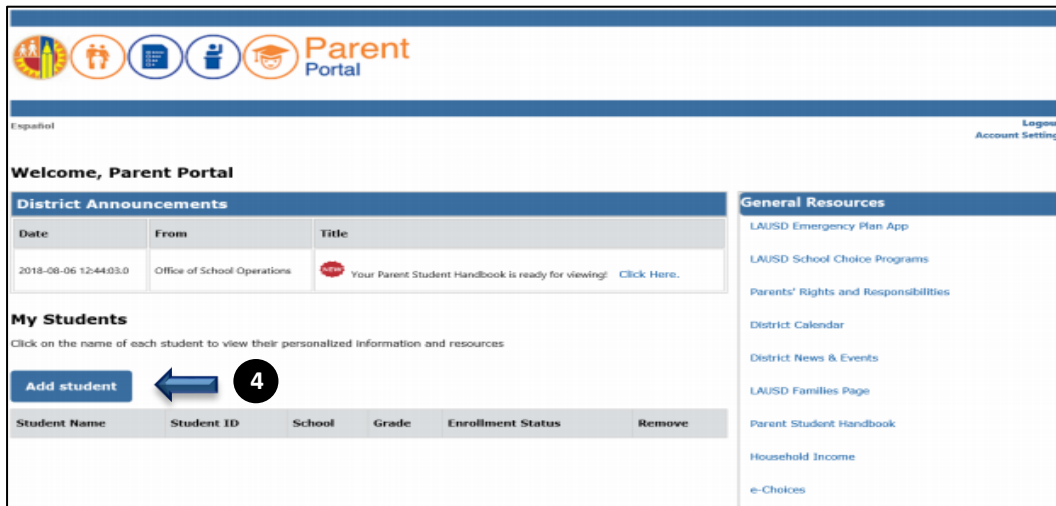 Parent
Portal
Español
Logou
Account Setting
Welcome, Parent Portal
District Announcements
Date From Title
2018-08-06 12:44:03.0 Office of School Operations NEW Your Parent Student Handbook is ready for viewing! Click Here.
My Students
Click on the name of each student to view their personalized information and resources
Add student
4
Student Name Student ID School Grade Enrollment Status Remove
General Resources
LAUSD Emergency Plan App
LAUSD School Choice Programs
Parents' Rights and Responsibilities
District Calendar
District News & Events
LAUSD Families Page
Parent Student Handbook
Household Income
e-Choices